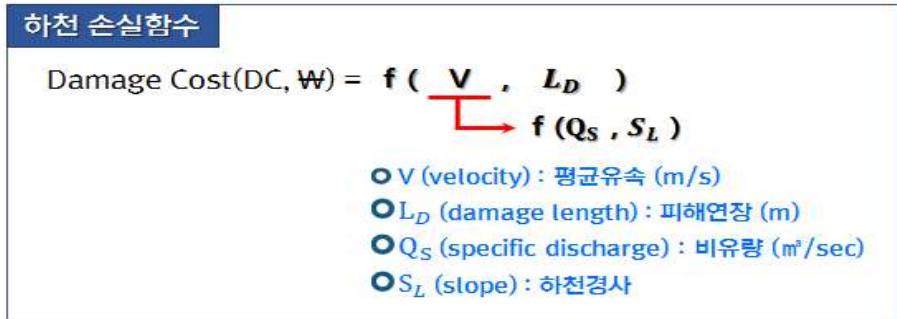 하천 손실함수
Damage Cost(DC, ₩) = f ( V , L_D )
f (Q_S , S_L )
V (velocity) : 평균유속 (m/s)
L_D (damage length) : 피해연장 (m)
Q_S (specific discharge) : 비유량 (㎥/sec)
S_L (slope) : 하천경사